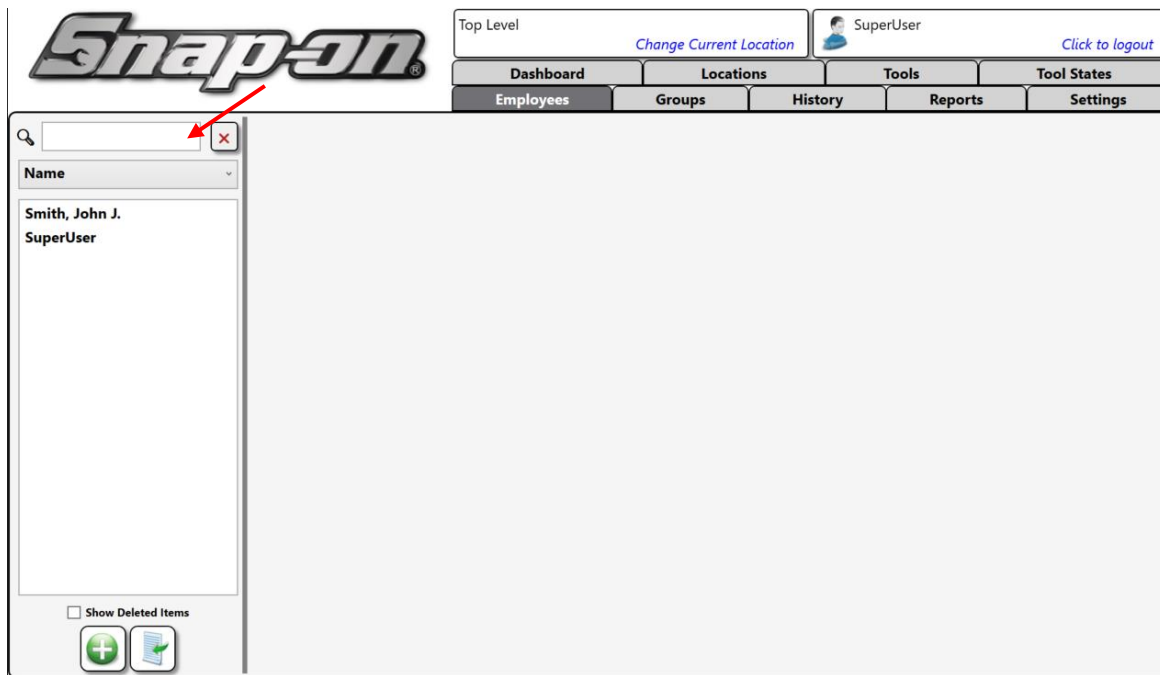 Snap-on®
Top Level
Change Current Location
SuperUser
Click to logout
Dashboard
Locations
Tools
Tool States
Employees
Groups
History
Reports
Settings
Name
Smith, John J.
SuperUser
Show Deleted Items